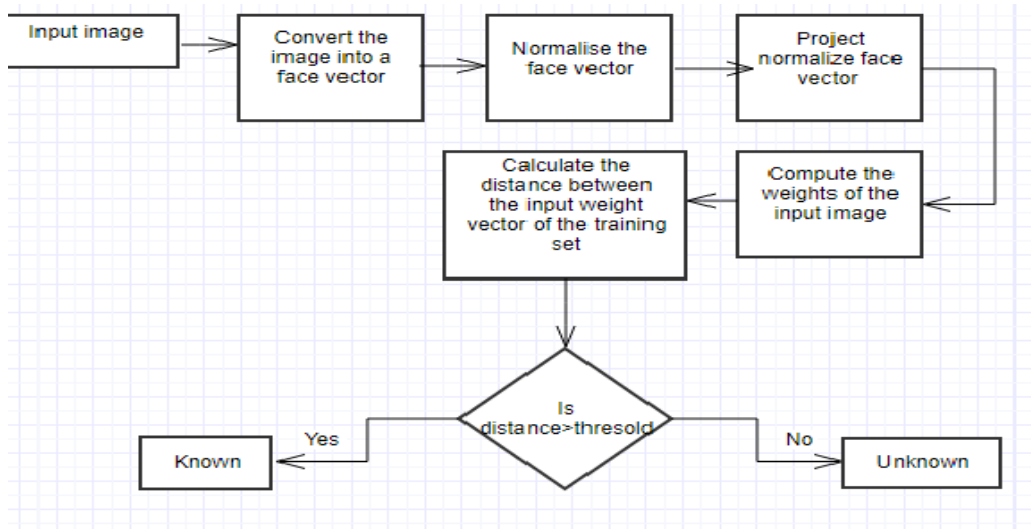 Input image
Convert the
image into a
face vector
Normalise the
face vector
Project
normalize face
vector
Compute the
weights of the
input image
Calculate the
distance between
the input weight
vector of the training
set
Is
distance>thresold
Yes
No
Known
Unknown